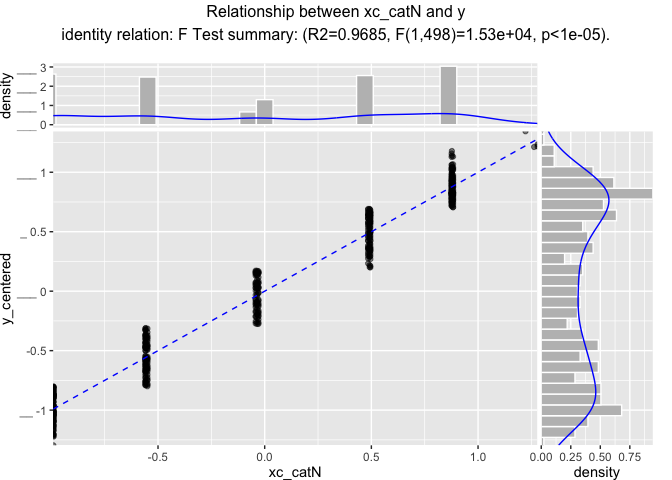 Relationship between xc_catN and y
identity relation: F Test summary: (R2=0.9685, F(1,498)=1.53e+04, p<1e-05).
density
3
2
1
0
y_centered
1
0.5
0
-0.5
-1
-0.5
0.0
0.5
1.0
xc_catN
0.00
0.25
0.50
0.75
density